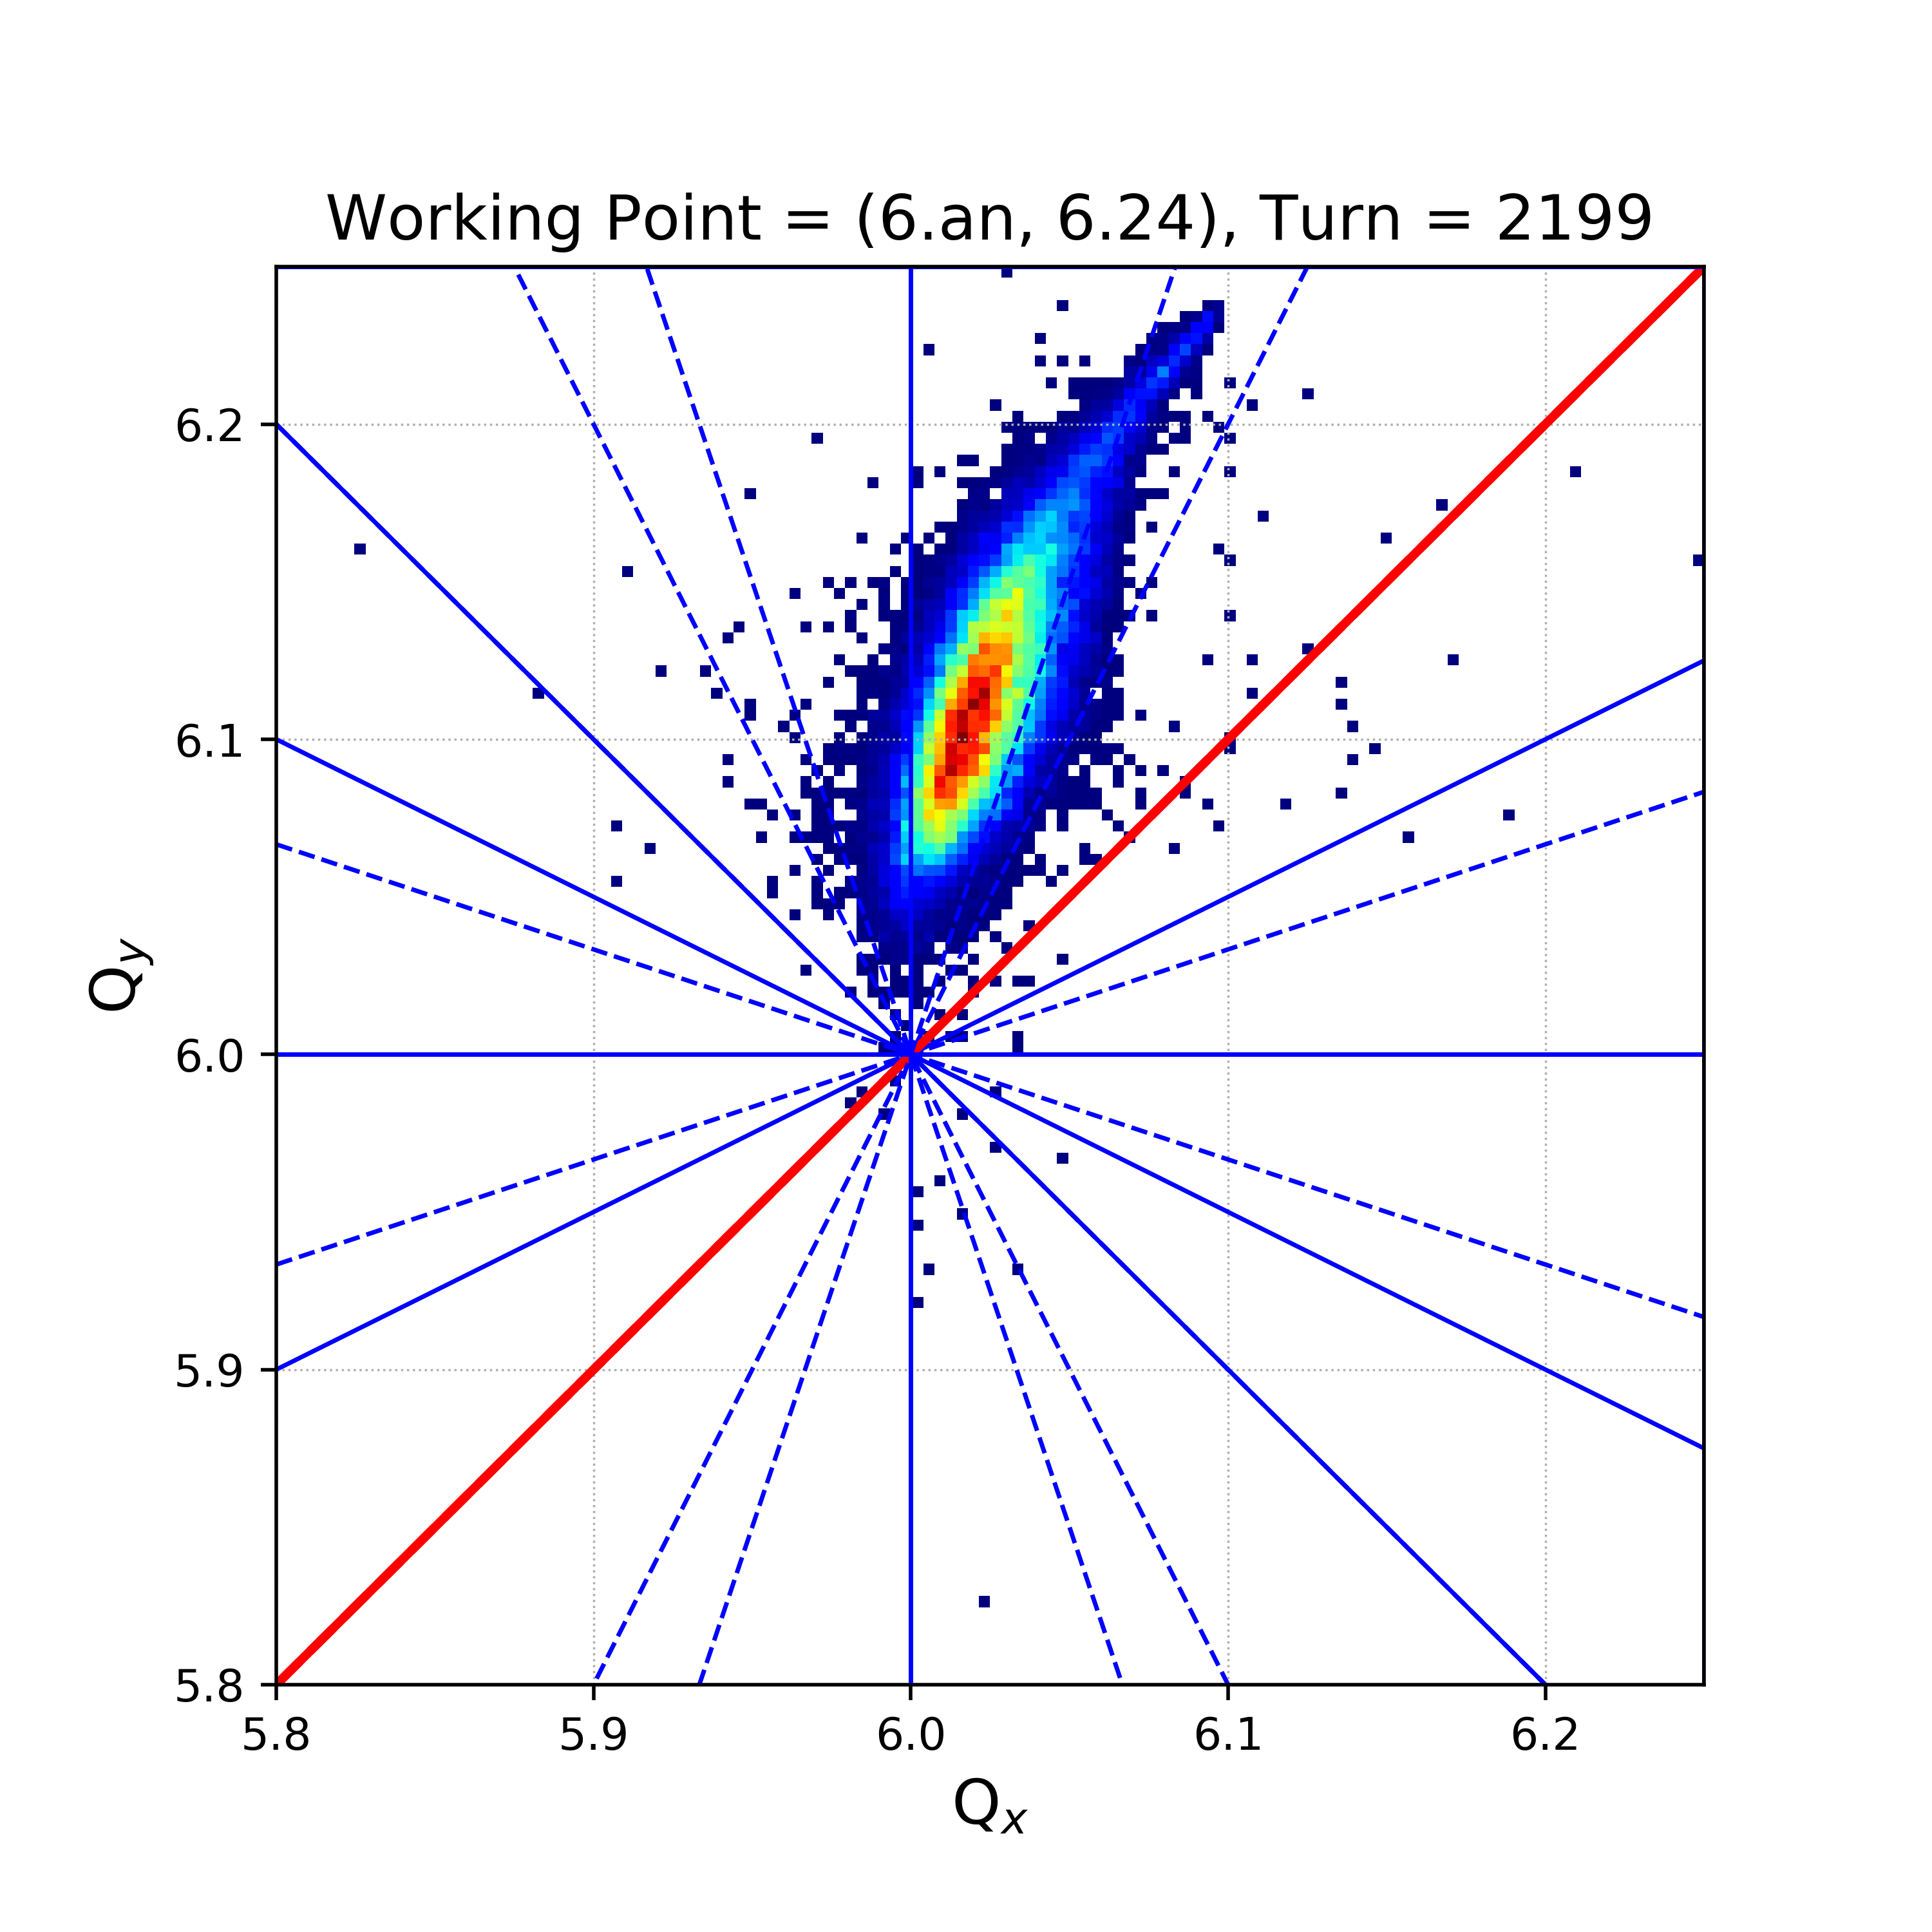 Working Point = (6.an, 6.24), Turn = 2199
Qy
6.2
6.1
6.0
5.9
5.8
5.8 5.9 6.0 6.1 6.2
Qx